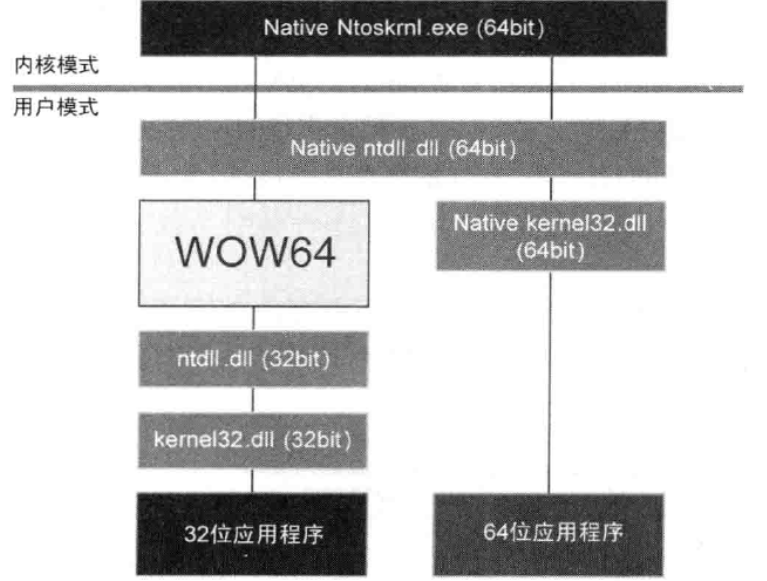 Native Ntoskrnl.exe (64bit)
内核模式
用户模式
Native ntdll.dll (64bit)
WOW64
Native kernel32.dll
(64bit)
ntdll.dll (32bit)
kernel32.dll (32bit)
32位应用程序
64位应用程序